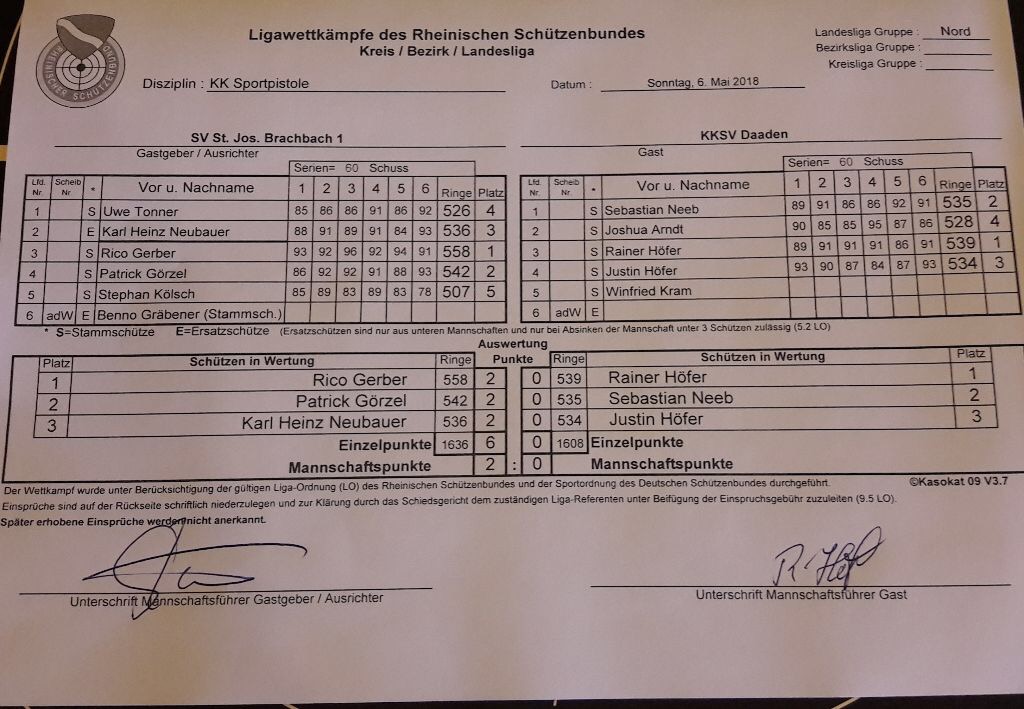 Ligawettkämpfe des Rheinischen Schützenbundes
Kreis / Bezirk / Landesliga
Landesliga Gruppe : Nord
Bezirksliga Gruppe :
Kreisliga Gruppe :
RHEINISCHER SCHÜTZENBUND
Disziplin : KK Sportpistole
Datum : Sonntag, 6. Mai 2018
SV St. Jos. Brachbach 1
Gastgeber / Ausrichter
Serien= 60 Schuss
Lfd. Nr. Scheib Nr. * Vor u. Nachname 1 2 3 4 5 6 Ringe Platz
1 S Uwe Tonner 85 86 86 91 86 92 526 4
2 E Karl Heinz Neubauer 88 91 89 91 84 93 536 3
3 S Rico Gerber 93 92 96 92 94 91 558 1
4 S Patrick Görzel 86 92 92 91 88 93 542 2
5 S Stephan Kölsch 85 89 83 89 83 78 507 5
6 adW E Benno Gräbener (Stammsch.)
KKSV Daaden
Gast
Serien= 60 Schuss
Lfd. Nr. Scheib Nr. * Vor u. Nachname 1 2 3 4 5 6 Ringe Platz
1 S Sebastian Neeb 89 91 86 86 92 91 535 2
2 S Joshua Arndt 90 85 85 95 87 86 528 4
3 S Rainer Höfer 89 91 91 91 86 91 539 1
4 S Justin Höfer 93 90 87 84 87 93 534 3
5 S Winfried Kram
6 adW E
* S=Stammschütze E=Ersatzschütze (Ersatzschützen sind nur aus unteren Mannschaften und nur bei Absinken der Mannschaft unter 3 Schützen zulässig (5.2 LO)
Auswertung
Platz Schützen in Wertung Ringe Punkte Ringe Schützen in Wertung Platz
1 Rico Gerber 558 2 0 539 Rainer Höfer 1
2 Patrick Görzel 542 2 0 535 Sebastian Neeb 2
3 Karl Heinz Neubauer 536 2 0 534 Justin Höfer 3
Einzelpunkte 1636 6 0 1608 Einzelpunkte
Mannschaftspunkte 2 : 0 Mannschaftspunkte
Der Wettkampf wurde unter Berücksichtigung der gültigen Liga-Ordnung (LO) des Rheinischen Schützenbundes und der Sportordnung des Deutschen Schützenbundes durchgeführt.
©Kasokat 09 V3.7
Einsprüche sind auf der Rückseite schriftlich niederzulegen und zur Klärung durch das Schiedsgericht dem zuständigen Liga-Referenten unter Beifügung der Einspruchsgebühr zuzuleiten (9.5 LO).
Später erhobene Einsprüche werden nicht anerkannt.
R. Höf
Unterschrift Mannschaftsführer Gastgeber / Ausrichter
Unterschrift Mannschaftsführer Gast